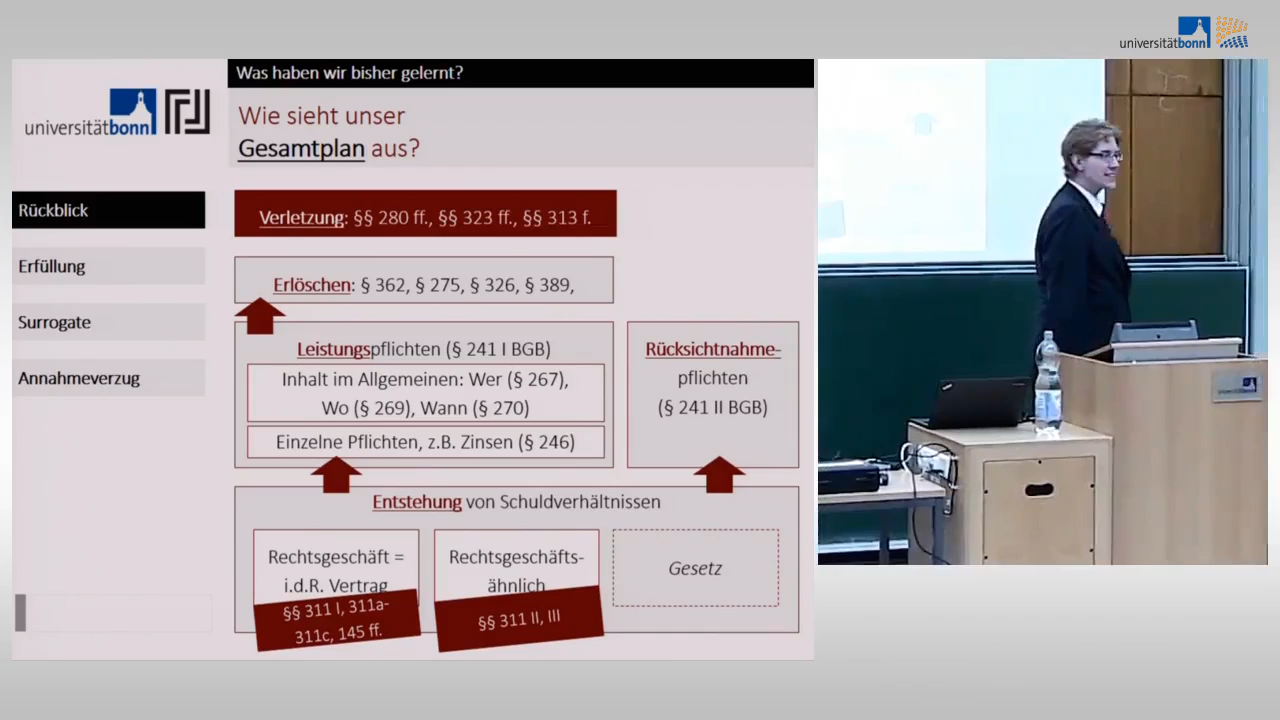 universitätbonn
Was haben wir bisher gelernt?
universitätbonn
Wie sieht unser
Gesamtplan aus?
Rückblick
Erfüllung
Surrogate
Annahmeverzug
Verletzung: §§ 280 ff., §§ 323 ff., §§ 313 f.
Erlöschen: § 362, § 275, § 326, § 389,
Leistungspflichten (§ 241 I BGB)
Inhalt im Allgemeinen: Wer (§ 267),
Wo (§ 269), Wann (§ 270)
Einzelne Pflichten, z.B. Zinsen (§ 246)
Rücksichtnahme-
pflichten
(§ 241 II BGB)
Entstehung von Schuldverhältnissen
Rechtsgeschäft =
i.d.R. Vertrag
§§ 311 I, 311a-
311c, 145 ff.
Rechtsgeschäfts-
ähnlich
§§ 311 II, III
Gesetz